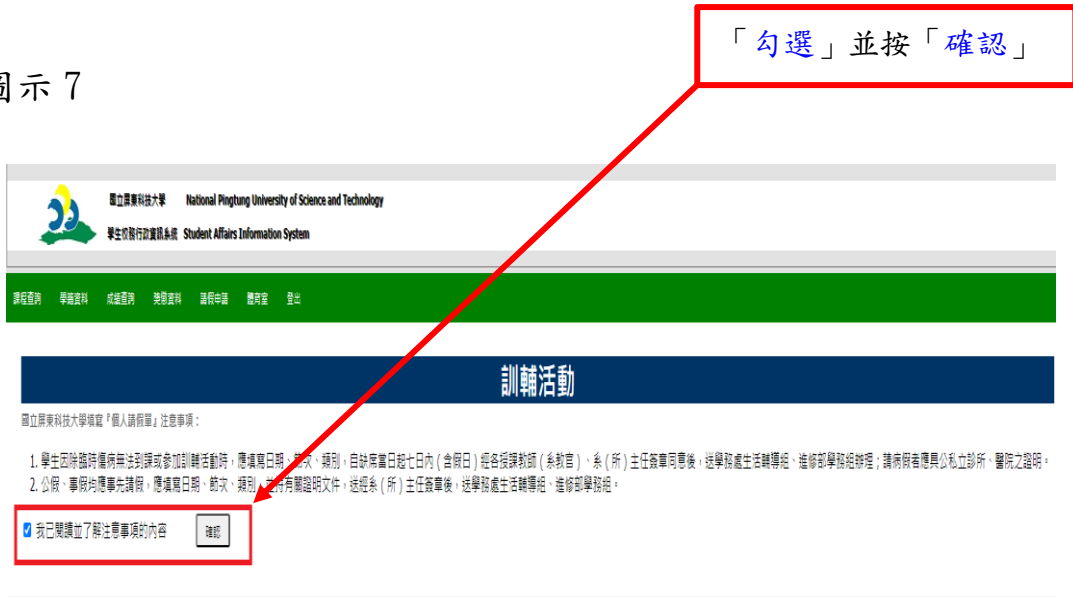 「勾選」並按「確認」
圖示 7
國立屏東科技大學 National Pingtung University of Science and Technology
學生校務行政資訊系統 Student Affairs Information System
課程查詢 學籍資料 成績查詢 獎懲資料 請假申請 體育室 登出
訓輔活動
國立屏東科技大學填寫『個人請假單』注意事項：
1. 學生因除臨時傷病無法到課或參加訓輔活動時，應填寫日期、節次、類別，自缺席當日起七日內(含假日)經各授課教師(系教官)、系(所)主任簽章同意後，送學務處生活輔導組、進修部學務組辦理；請病假者應具公私立診所、醫院之證明。
2. 公假、事假均應事先請假，應填寫日期、節次、類別，並持有關證明文件，送經系(所)主任簽章後，送學務處生活輔導組、進修部學務組。
我已閱讀並了解注意事項的內容 確認